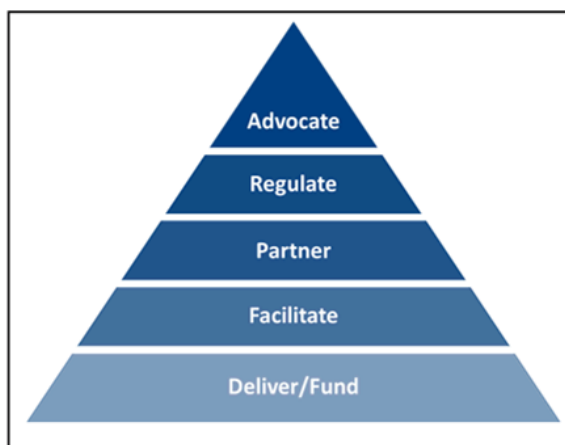 Advocate
Regulate
Partner
Facilitate
Deliver/Fund